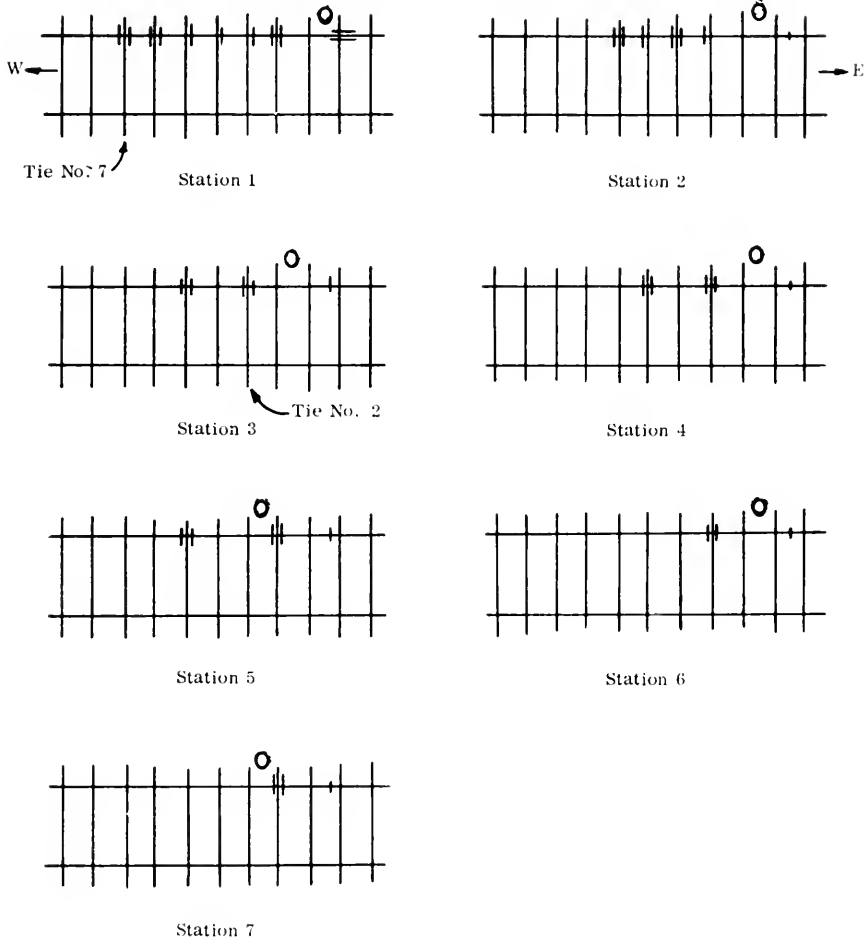 W
E
Tie No. 7
Station 1
Station 2
Tie No. 2
Station 3
Station 4
Station 5
Station 6
Station 7